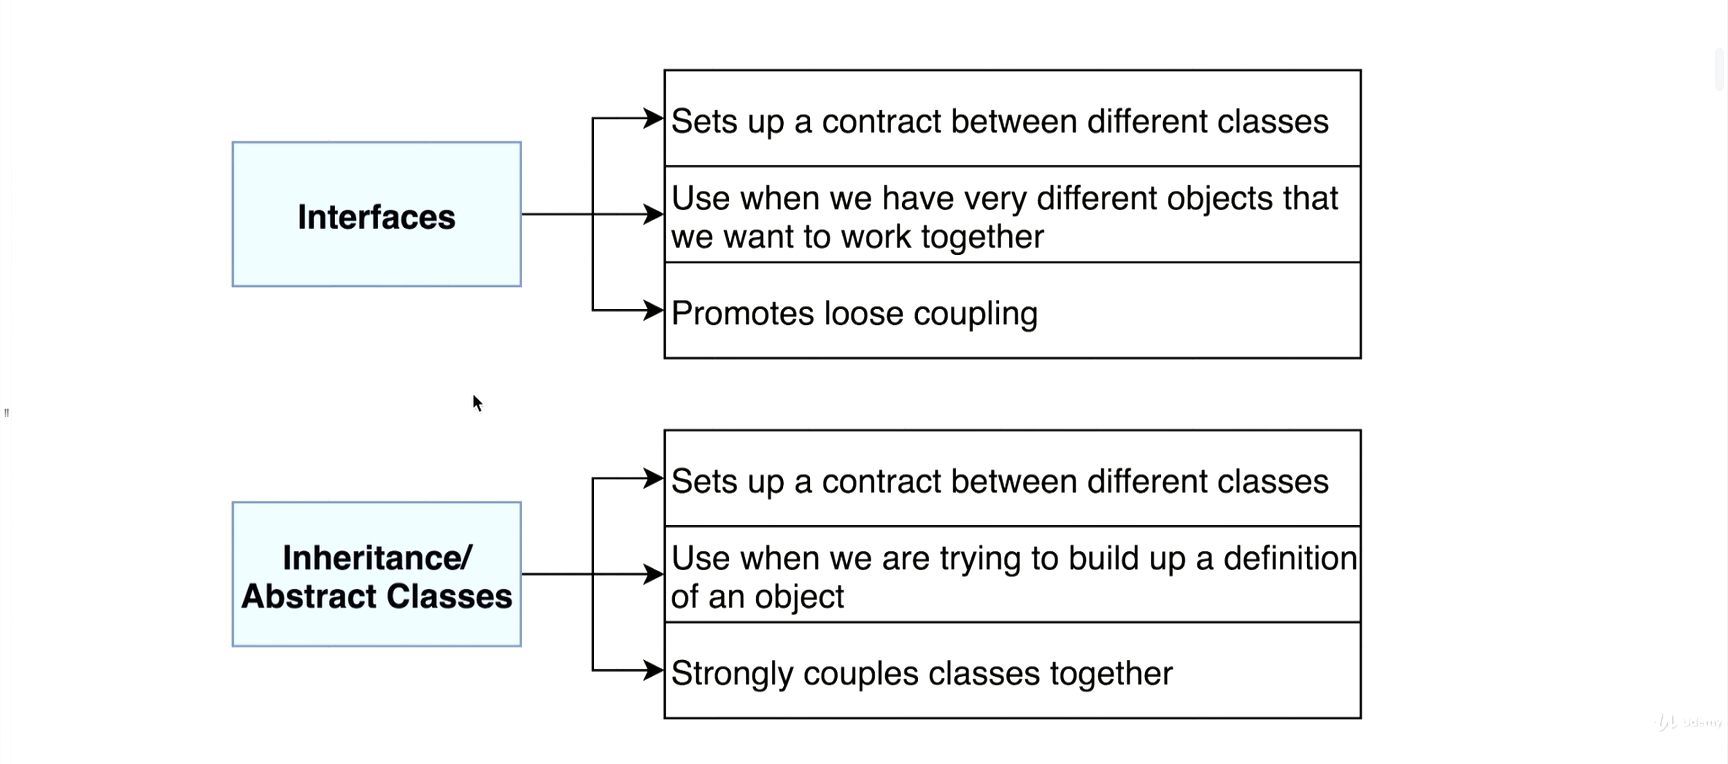 Interfaces
Sets up a contract between different classes
Use when we have very different objects that
we want to work together
Promotes loose coupling
Inheritance/
Abstract Classes
Sets up a contract between different classes
Use when we are trying to build up a definition
of an object
Strongly couples classes together
udemy